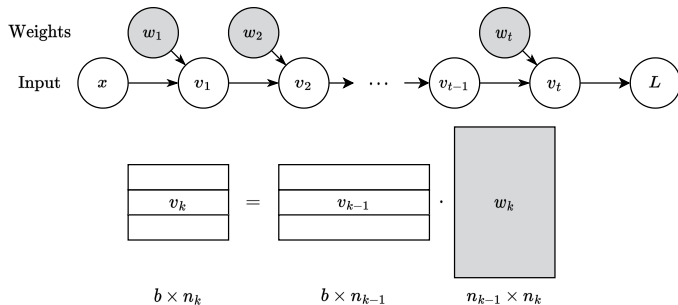 Weights w₁ w₂ wₜ
Input x v₁ v₂ ⋯ vₜ₋₁ vₜ L
vₖ = vₖ₋₁ · wₖ
b × nₖ b × nₖ₋₁ nₖ₋₁ × nₖ